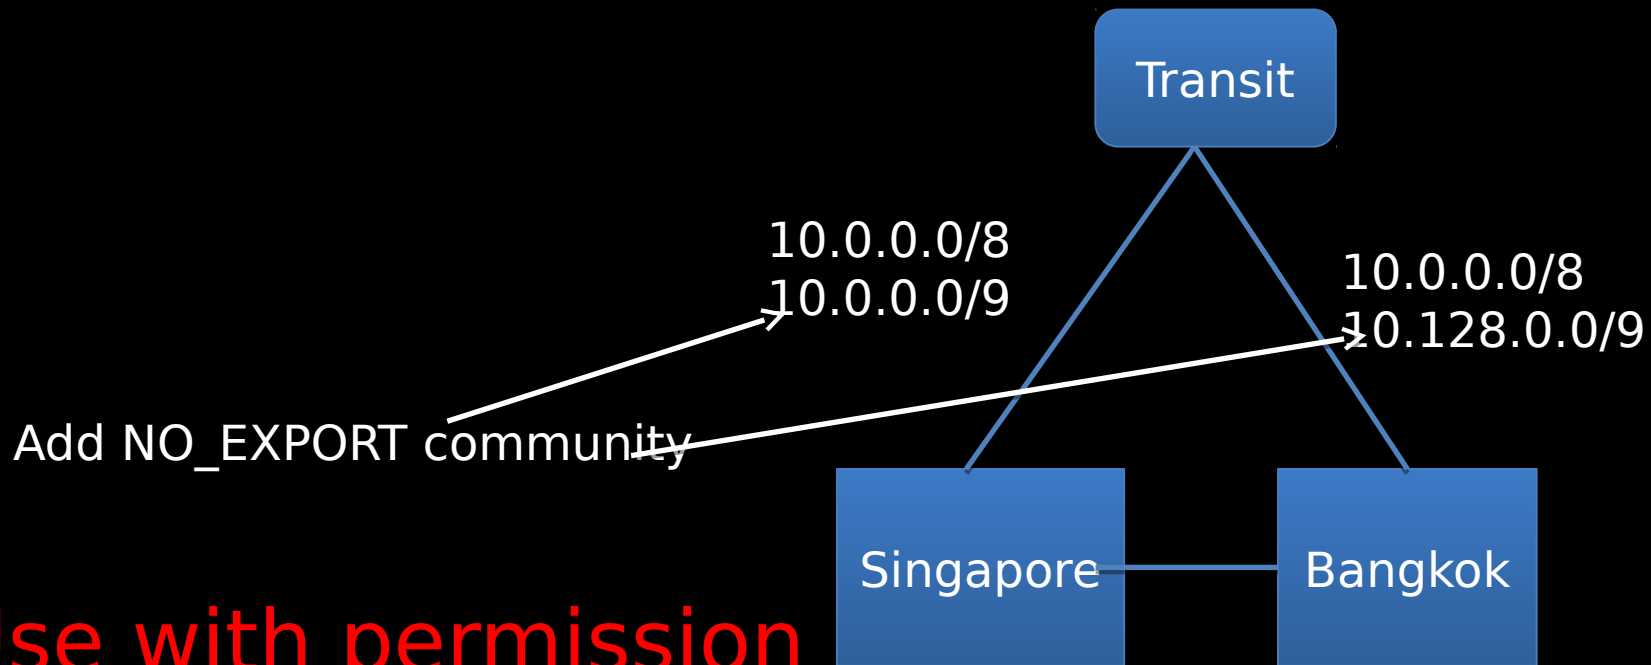 Transit
10.0.0.0/8
10.0.0.0/9
10.0.0.0/8
10.128.0.0/9
Add NO_EXPORT community
Singapore
Bangkok
with permission